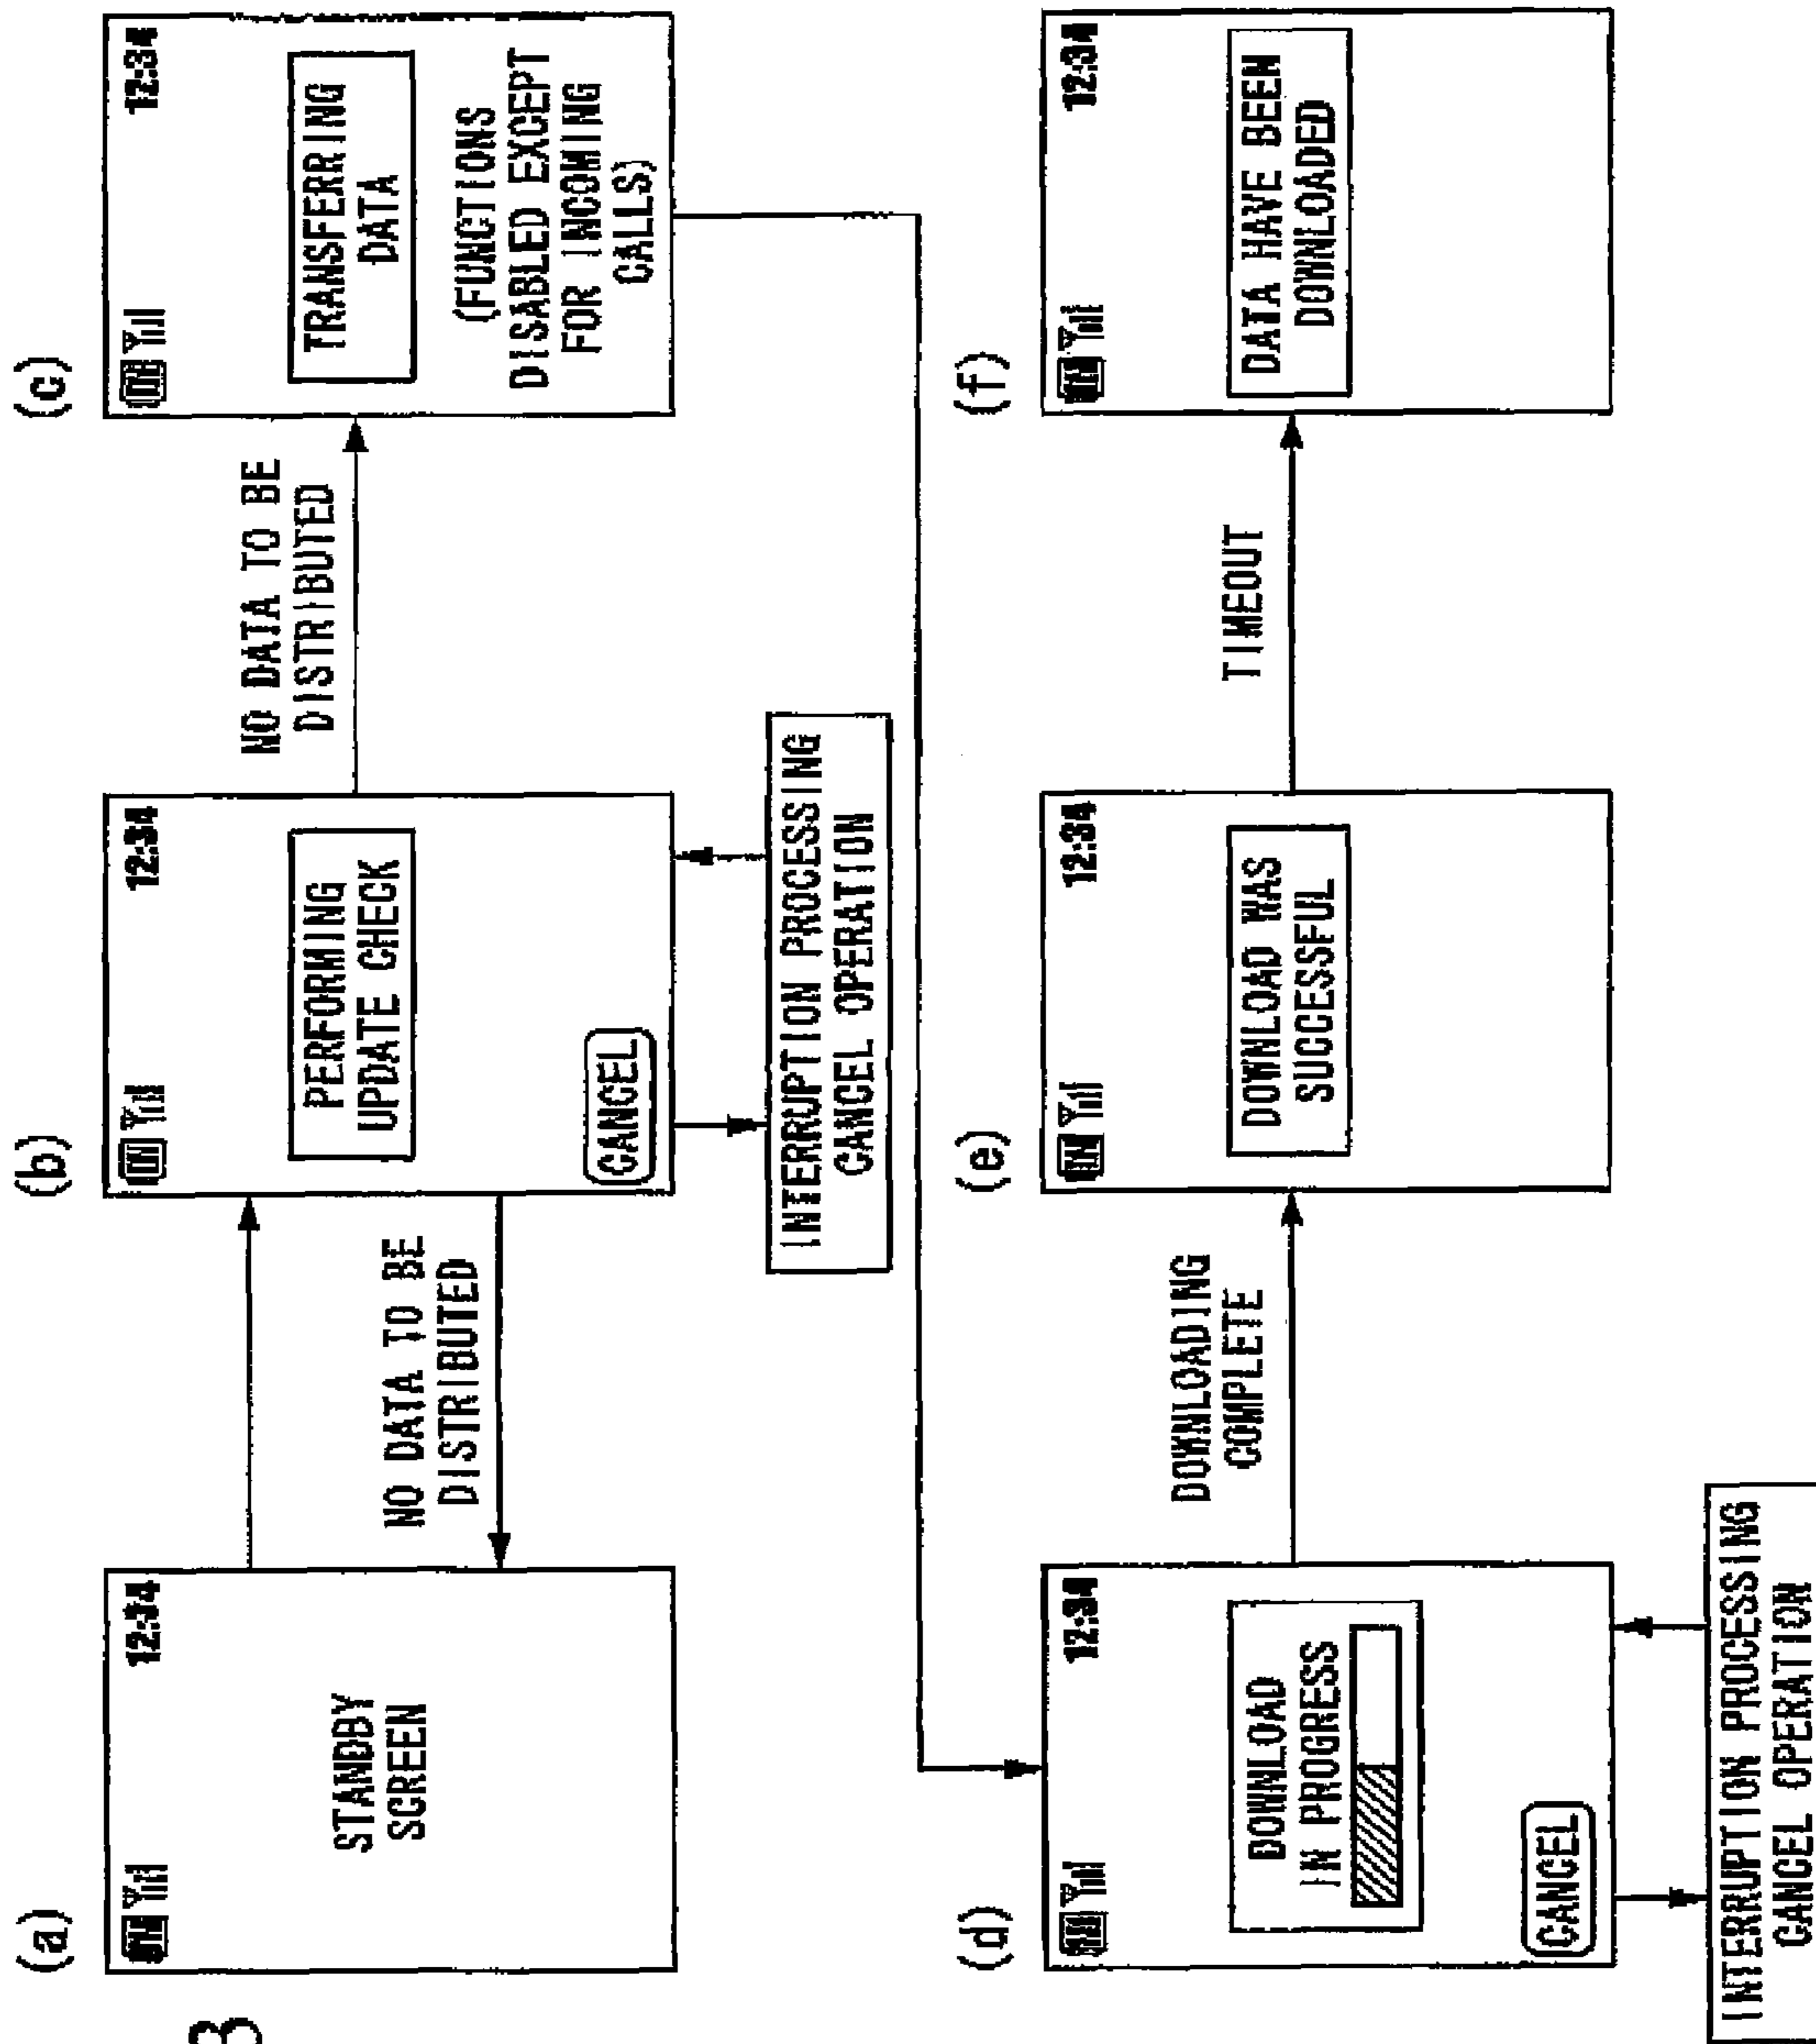 3
(a)
12:34
STANDBY
SCREEN
NO DATA TO BE
DISTRIBUTED
(b)
12:34
PERFORMING
UPDATE CHECK
CANCEL
INTERRUPTION PROCESSING
CANCEL OPERATION
NO DATA TO BE
DISTRIBUTED
(c)
12:34
TRANSFERRING
DATA
(FUNCTIONS
DISABLED EXCEPT
FOR INCOMING
CALLS)
(d)
12:34
DOWNLOAD
IN PROGRESS
CANCEL
INTERRUPTION PROCESSING
CANCEL OPERATION
DOWNLOADING
COMPLETE
(e)
12:34
DOWNLOAD WAS
SUCCESSFUL
TIMEOUT
(f)
12:34
DATA HAVE BEEN
DOWNLOADED